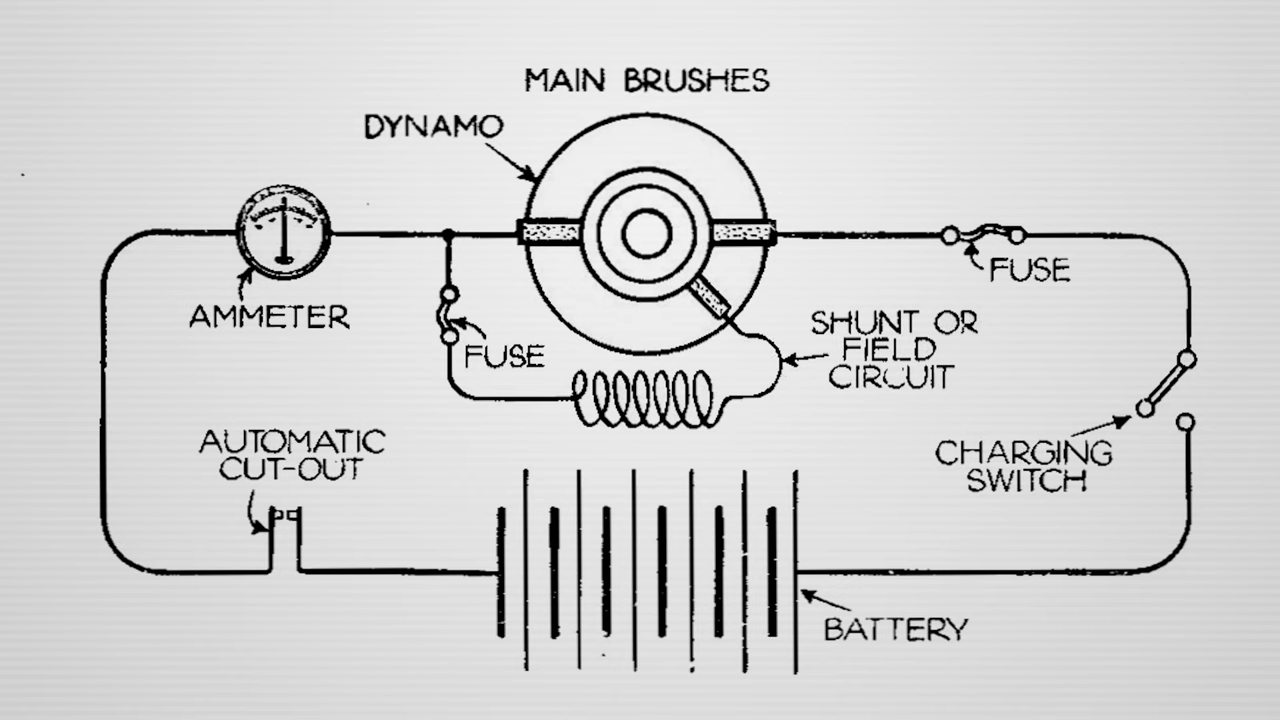 MAIN BRUSHES
DYNAMO
AMMETER
FUSE
FUSE
SHUNT OR
FIELD
CIRCUIT
AUTOMATIC
CUT-OUT
CHARGING
SWITCH
BATTERY